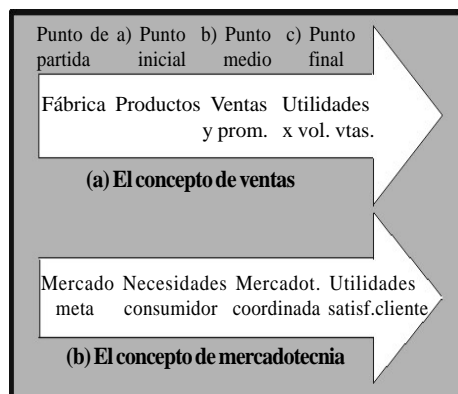 Punto de a) Punto b) Punto c) Punto
partida inicial medio final
Fábrica Productos Ventas Utilidades
y prom. x vol. vtas.
(a) El concepto de ventas
Mercado Necesidades Mercadot. Utilidades
meta consumidor coordinada satisf.cliente
(b) El concepto de mercadotecnia